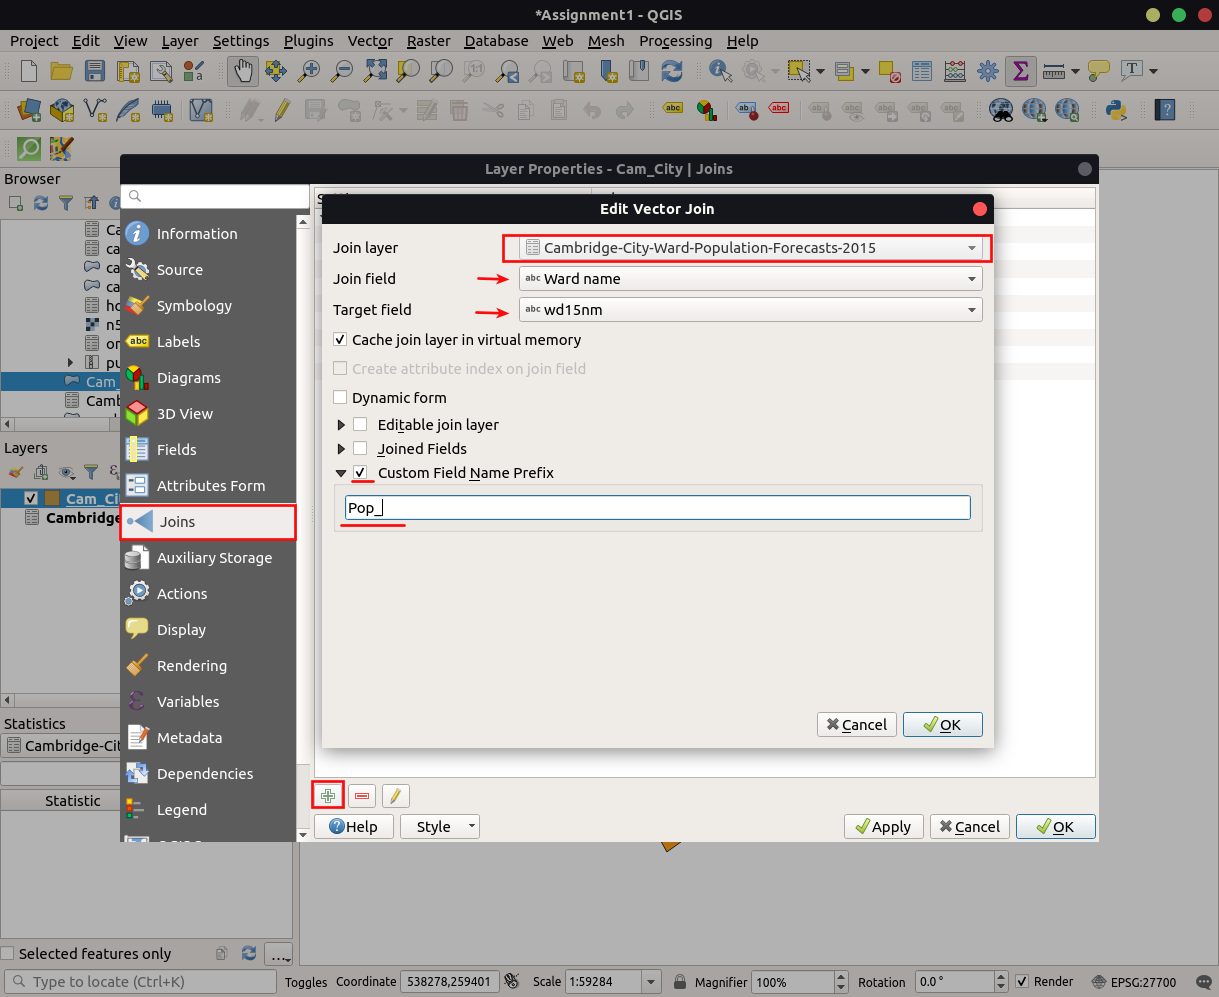 *Assignment1 - QGIS
Project Edit View Layer Settings Plugins Vector Raster Database Web Mesh Processing Help
Browser
Layer Properties - Cam_City | Joins
Edit Vector Join
Information
Source
Symbology
Labels
Diagrams
3D View
Fields
Attributes Form
Joins
Auxiliary Storage
Actions
Display
Rendering
Variables
Metadata
Dependencies
Legend
Join layer
Cambridge-City-Ward-Population-Forecasts-2015
Join field
abc Ward name
Target field
abc wd15nm
Cache join layer in virtual memory
Create attribute index on join field
Dynamic form
Editable join layer
Joined Fields
Custom Field Name Prefix
Pop_
Cancel
OK
Help
Style
Apply
Cancel
OK
Ca
ca
ca
ca
ho
n5
or
pu
Cam_
Camb
Layers
Cam_Ci
Cambridge
Statistics
Cambridge-Cit
Statistic
Selected features only
...
Type to locate (Ctrl+K)
Toggles
Coordinate 538278,259401
Scale 1:59284
Magnifier 100%
Rotation 0.0 °
Render
EPSG:27700